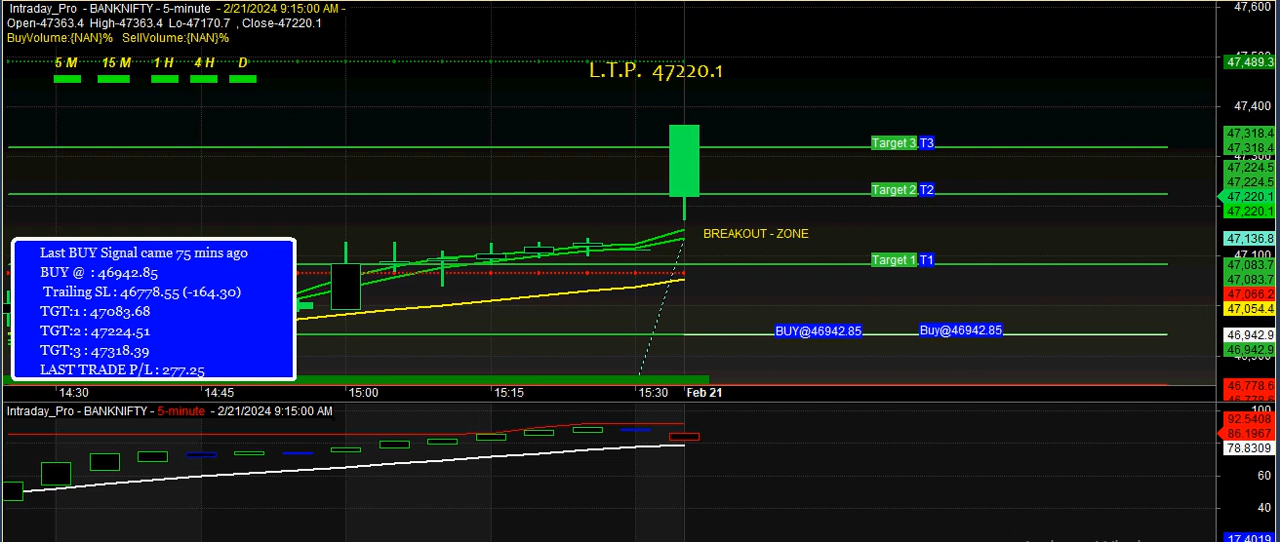 Intraday_Pro - BANKNIFTY - 5-minute - 2/21/2024 9:15:00 AM -
Open-47363.4 High-47363.4 Lo-47170.7 , Close-47220.1
BuyVolume:{NAN}% SellVolume:{NAN}%
5 M 15 M 1 H 4 H D
L.T.P. 47220.1
47,600
47,489.3
47,400
Target 3 T3
47,318.4
47,318.4
47,224.5
Target 2 T2
47,224.5
47,220.1
47,220.1
BREAKOUT - ZONE
47,136.8
47,100
Target 1 T1
47,083.7
47,083.7
47,066.2
47,054.4
BUY@46942.85 Buy@46942.85
46,942.9
46,942.9
46,778.6
Last BUY Signal came 75 mins ago
BUY @ : 46942.85
Trailing SL : 46778.55 (-164.30)
TGT:1 : 47083.68
TGT:2 : 47224.51
TGT:3 : 47318.39
LAST TRADE P/L : 277.25
14:30 14:45 15:00 15:15 15:30 Feb 21
Intraday_Pro - BANKNIFTY - 5-minute - 2/21/2024 9:15:00 AM
100
92.5408
86.1967
78.8309
60
40
17.4019